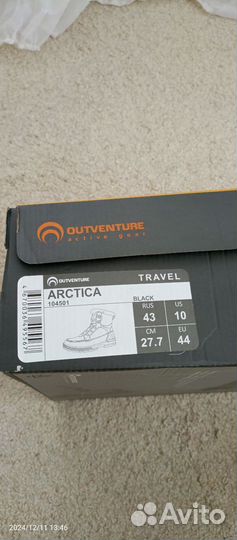 OUTVENTURE
active gear
OUTVENTURE
TRAVEL
ARCTICA
104501
BLACK
RUS
US
43
10
CM
EU
27.7
44
2024/12/11 13:46
Avito